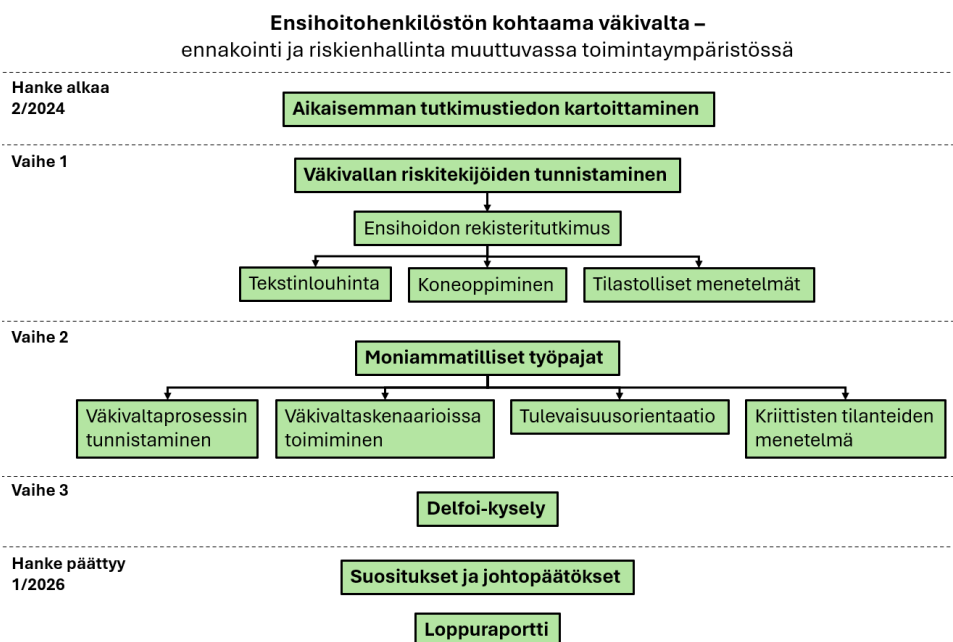 Ensihoitohenkilöstön kohtaama väkivalta –
ennakointi ja riskienhallinta muuttuvassa toimintaympäristössä
Hanke alkaa
2/2024
Aikaisemman tutkimustiedon kartoittaminen
Vaihe 1
Väkivallan riskitekijöiden tunnistaminen
Ensihoidon rekisteritutkimus
Tekstinlouhinta
Koneoppiminen
Tilastolliset menetelmät
Vaihe 2
Moniammatilliset työpajat
Väkivaltaprosessin
tunnistaminen
Väkivaltaskenaarioissa
toimiminen
Tulevaisuusorientaatio
Kriittisten tilanteiden
menetelmä
Vaihe 3
Delfoi-kysely
Hanke päättyy
1/2026
Suositukset ja johtopäätökset
Loppuraportti